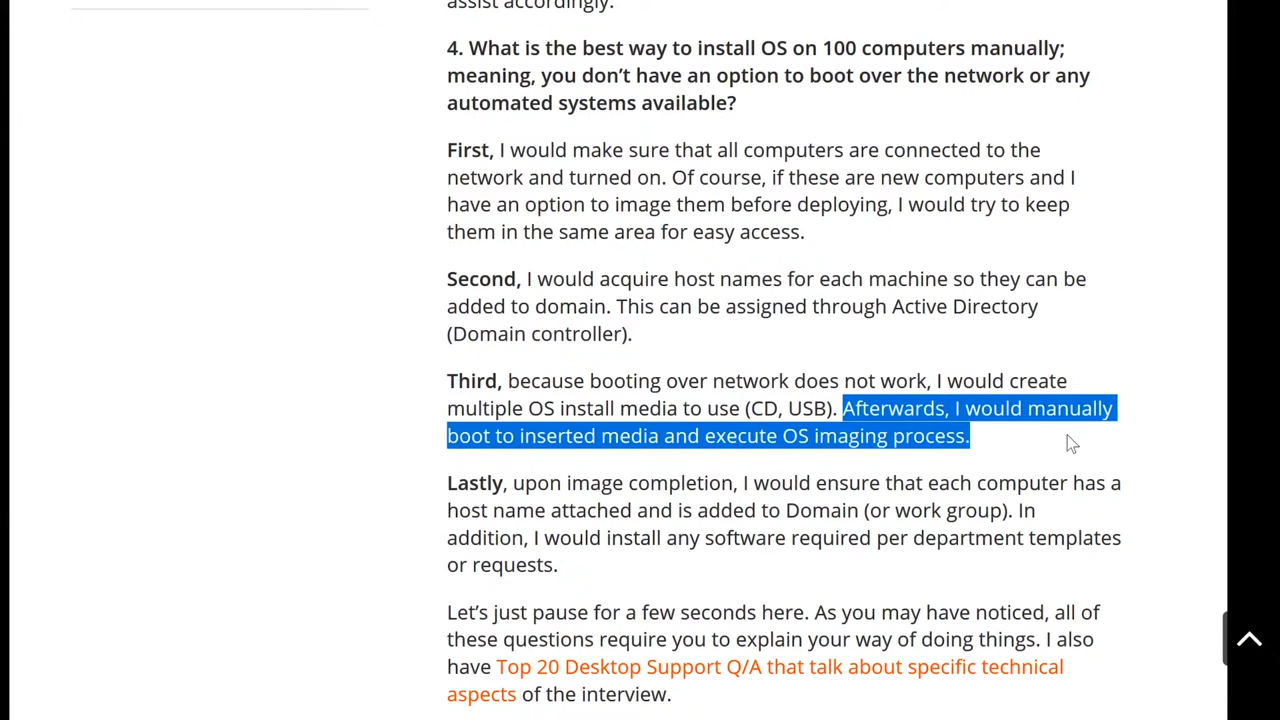 assist accordingly.
4. What is the best way to install OS on 100 computers manually;
meaning, you don’t have an option to boot over the network or any
automated systems available?
First, I would make sure that all computers are connected to the
network and turned on. Of course, if these are new computers and I
have an option to image them before deploying, I would try to keep
them in the same area for easy access.
Second, I would acquire host names for each machine so they can be
added to domain. This can be assigned through Active Directory
(Domain controller).
Third, because booting over network does not work, I would create
multiple OS install media to use (CD, USB). Afterwards, I would manually
boot to inserted media and execute OS imaging process.
Lastly, upon image completion, I would ensure that each computer has a
host name attached and is added to Domain (or work group). In
addition, I would install any software required per department templates
or requests.
Let’s just pause for a few seconds here. As you may have noticed, all of
these questions require you to explain your way of doing things. I also
have Top 20 Desktop Support Q/A that talk about specific technical
aspects of the interview.